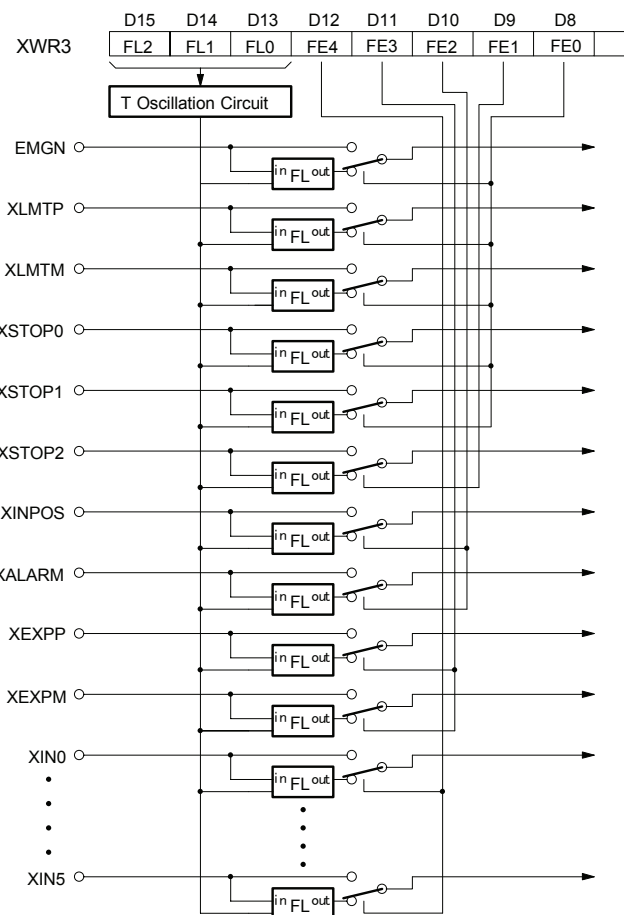 D15 D14 D13 D12 D11 D10 D9 D8
XWR3 FL2 FL1 FL0 FE4 FE3 FE2 FE1 FE0
T Oscillation Circuit
EMGN
in FL out
XLMTP
in FL out
XLMTM
in FL out
XSTOP0
in FL out
XSTOP1
in FL out
XSTOP2
in FL out
XINPOS
in FL out
XALARM
in FL out
XEXPP
in FL out
XEXPM
in FL out
XIN0
in FL out
XIN5
in FL out